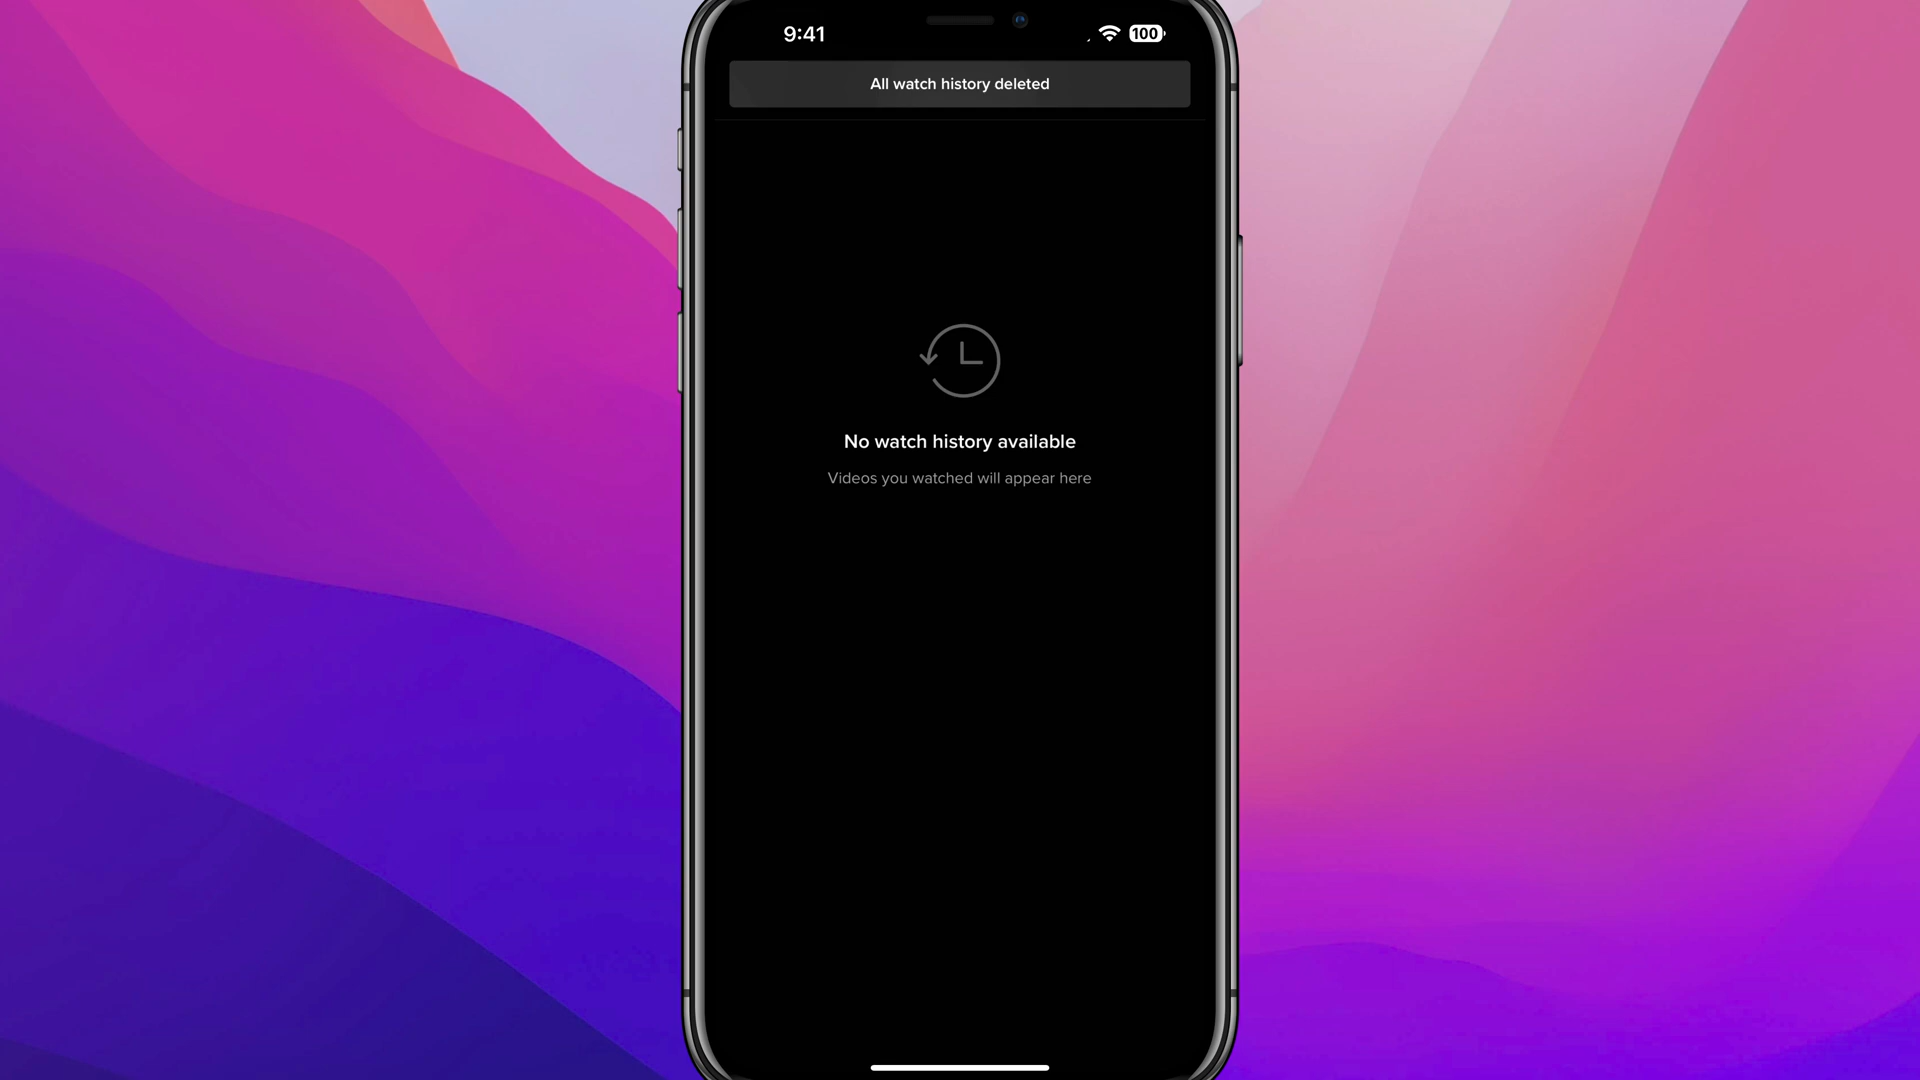 9:41
100
All watch history deleted
No watch history available
Videos you watched will appear here